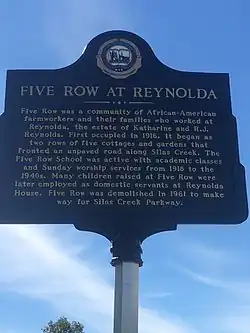 FIVE ROW AT REYNOLDA
Five Row was a community of African-American
farmworkers and their families who worked at
Reynolda, the estate of Katharine and R.J.
Reynolds. First occupied in 1916, it began as
two rows of five cottages and gardens that
fronted an unpaved road along Silas Creek. The
Five Row School was active with academic classes
and Sunday worship services from 1918 to the
1940s. Many children raised at Five Row were
later employed as domestic servants at Reynolda
House. Five Row was demolished in 1961 to make
way for Silas Creek Parkway.